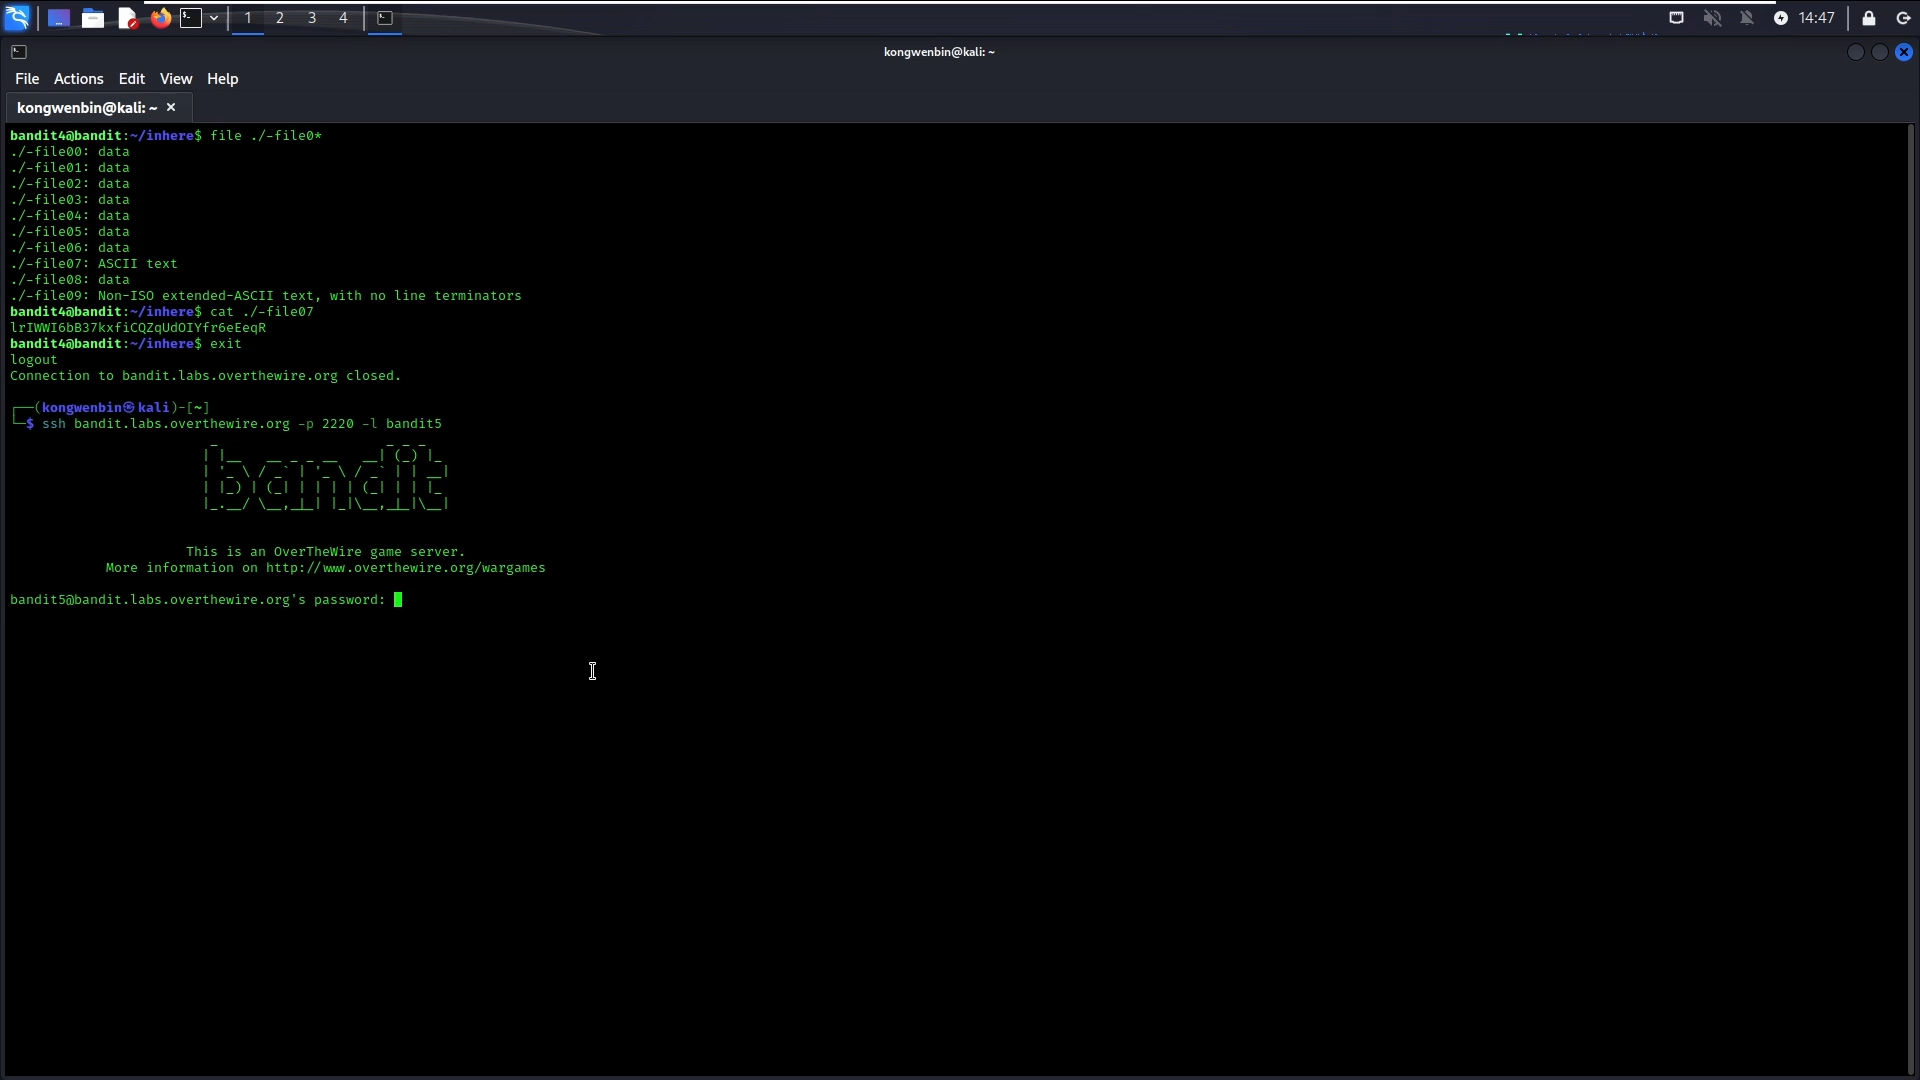 1 2 3 4 14:47
kongwenbin@kali: ~
File Actions Edit View Help
kongwenbin@kali: ~ ×
bandit4@bandit:~/inhere$ file ./-file0*
./-file00: data
./-file01: data
./-file02: data
./-file03: data
./-file04: data
./-file05: data
./-file06: data
./-file07: ASCII text
./-file08: data
./-file09: Non-ISO extended-ASCII text, with no line terminators
bandit4@bandit:~/inhere$ cat ./-file07
lrIWWI6bB37kxfiCQZqUdOIYfr6eEeqR
bandit4@bandit:~/inhere$ exit
logout
Connection to bandit.labs.overthewire.org closed.
┌──(kongwenbin㉿kali)-[~]
└─$ ssh bandit.labs.overthewire.org -p 2220 -l bandit5
bandit
This is an OverTheWire game server.
More information on http://www.overthewire.org/wargames
bandit5@bandit.labs.overthewire.org's password: